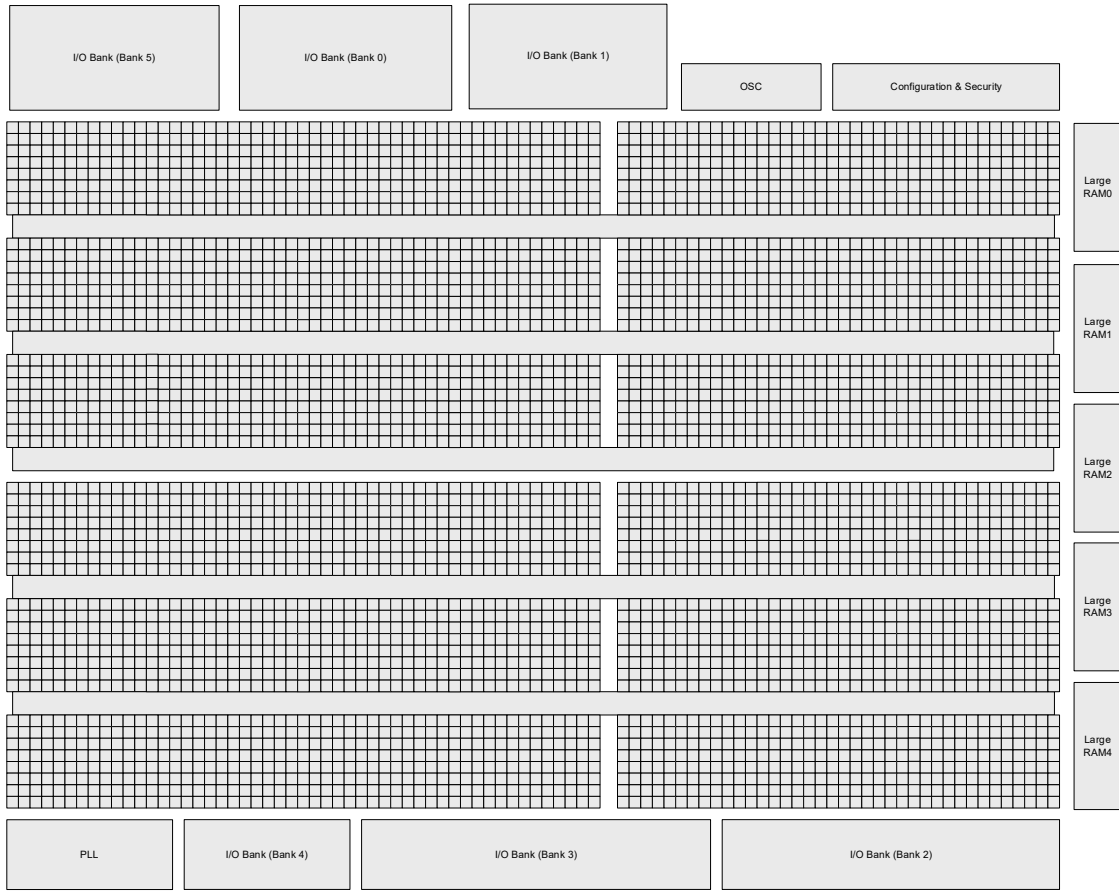 I/O Bank (Bank 5)
I/O Bank (Bank 0)
I/O Bank (Bank 1)
OSC
Configuration & Security
Large
RAM0
Large
RAM1
Large
RAM2
Large
RAM3
Large
RAM4
PLL
I/O Bank (Bank 4)
I/O Bank (Bank 3)
I/O Bank (Bank 2)